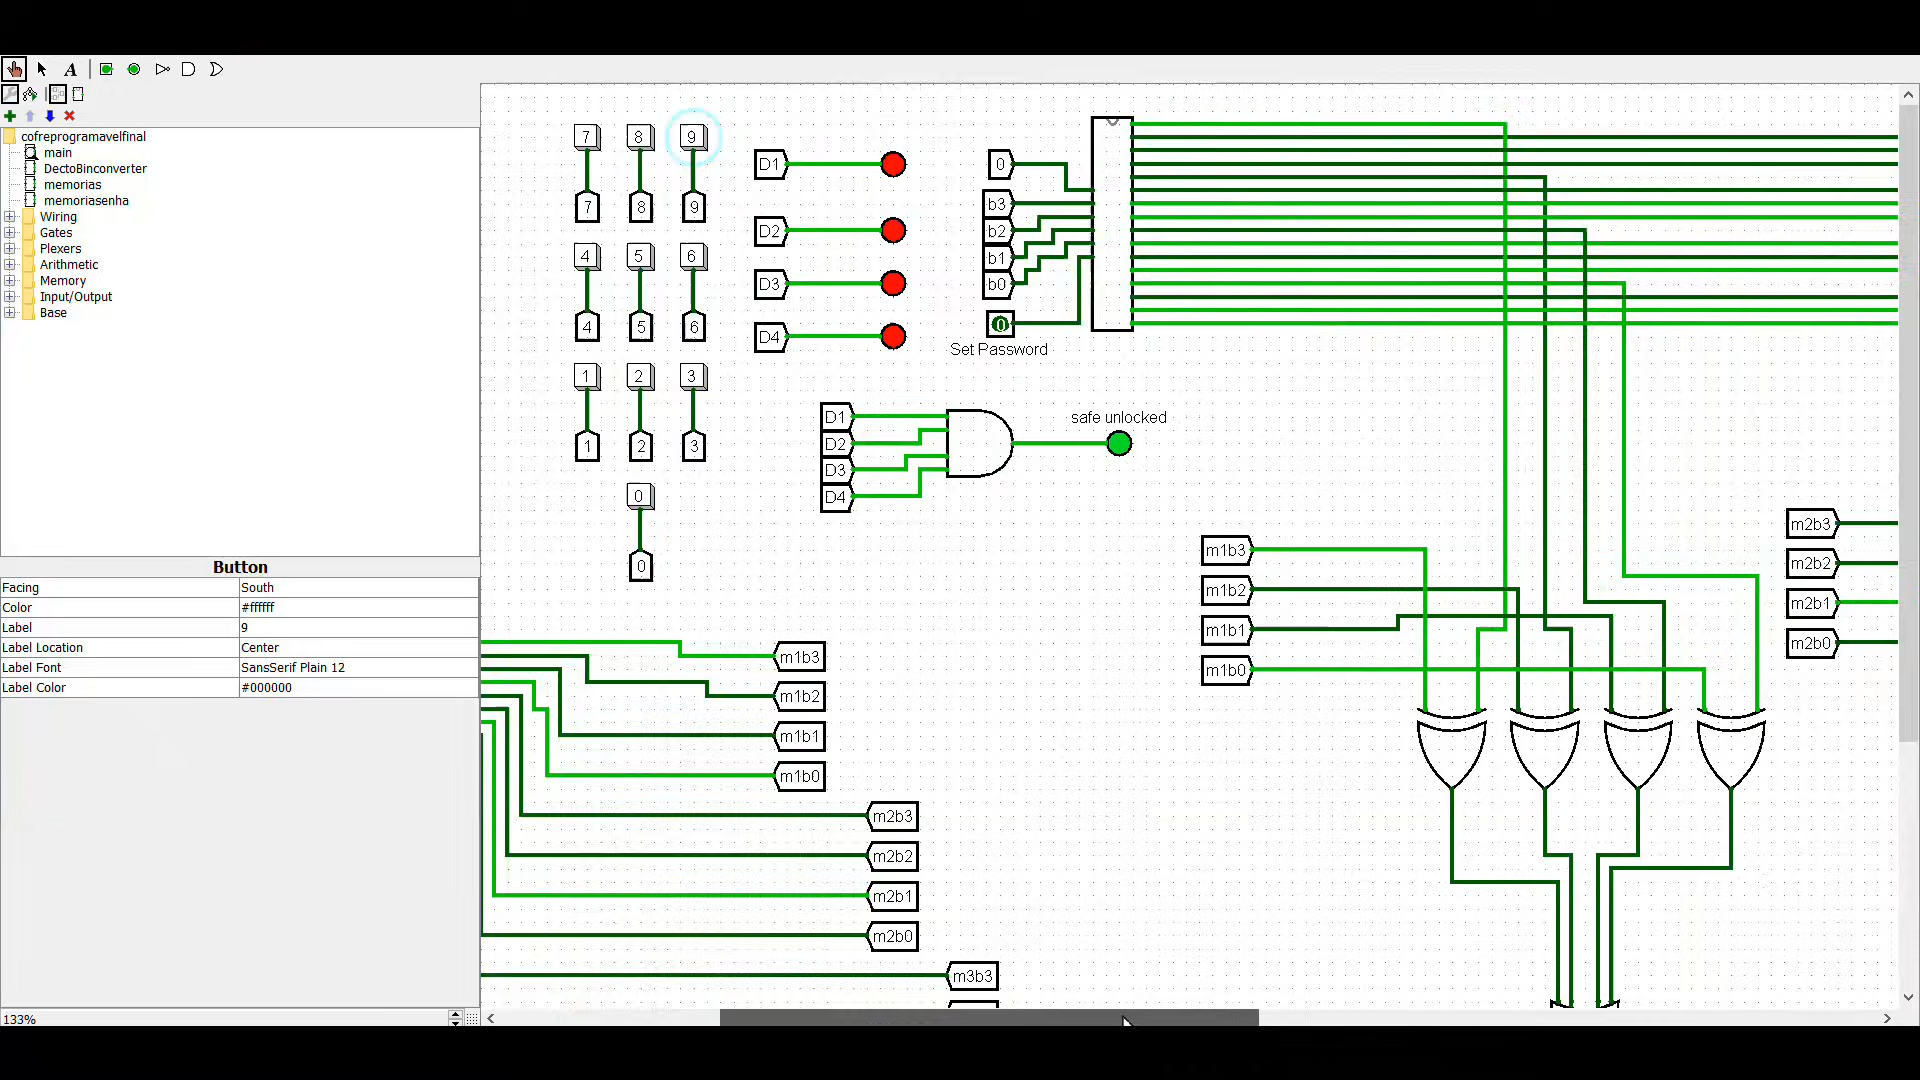 A
cofreprogramavelfinal
main
DectoBinconverter
memorias
memoriasenha
Wiring
Gates
Plexers
Arithmetic
Memory
Input/Output
Base
Button
Facing South
Color #ffffff
Label 9
Label Location Center
Label Font SansSerif Plain 12
Label Color #000000
133%
7 8 9
7 8 9
4 5 6
4 5 6
1 2 3
1 2 3
0
0
D1
D2
D3
D4
0
b3
b2
b1
b0
0
Set Password
D1
D2
D3
D4
safe unlocked
m1b3
m1b2
m1b1
m1b0
m2b3
m2b2
m2b1
m2b0
m1b3
m1b2
m1b1
m1b0
m2b3
m2b2
m2b1
m2b0
m3b3